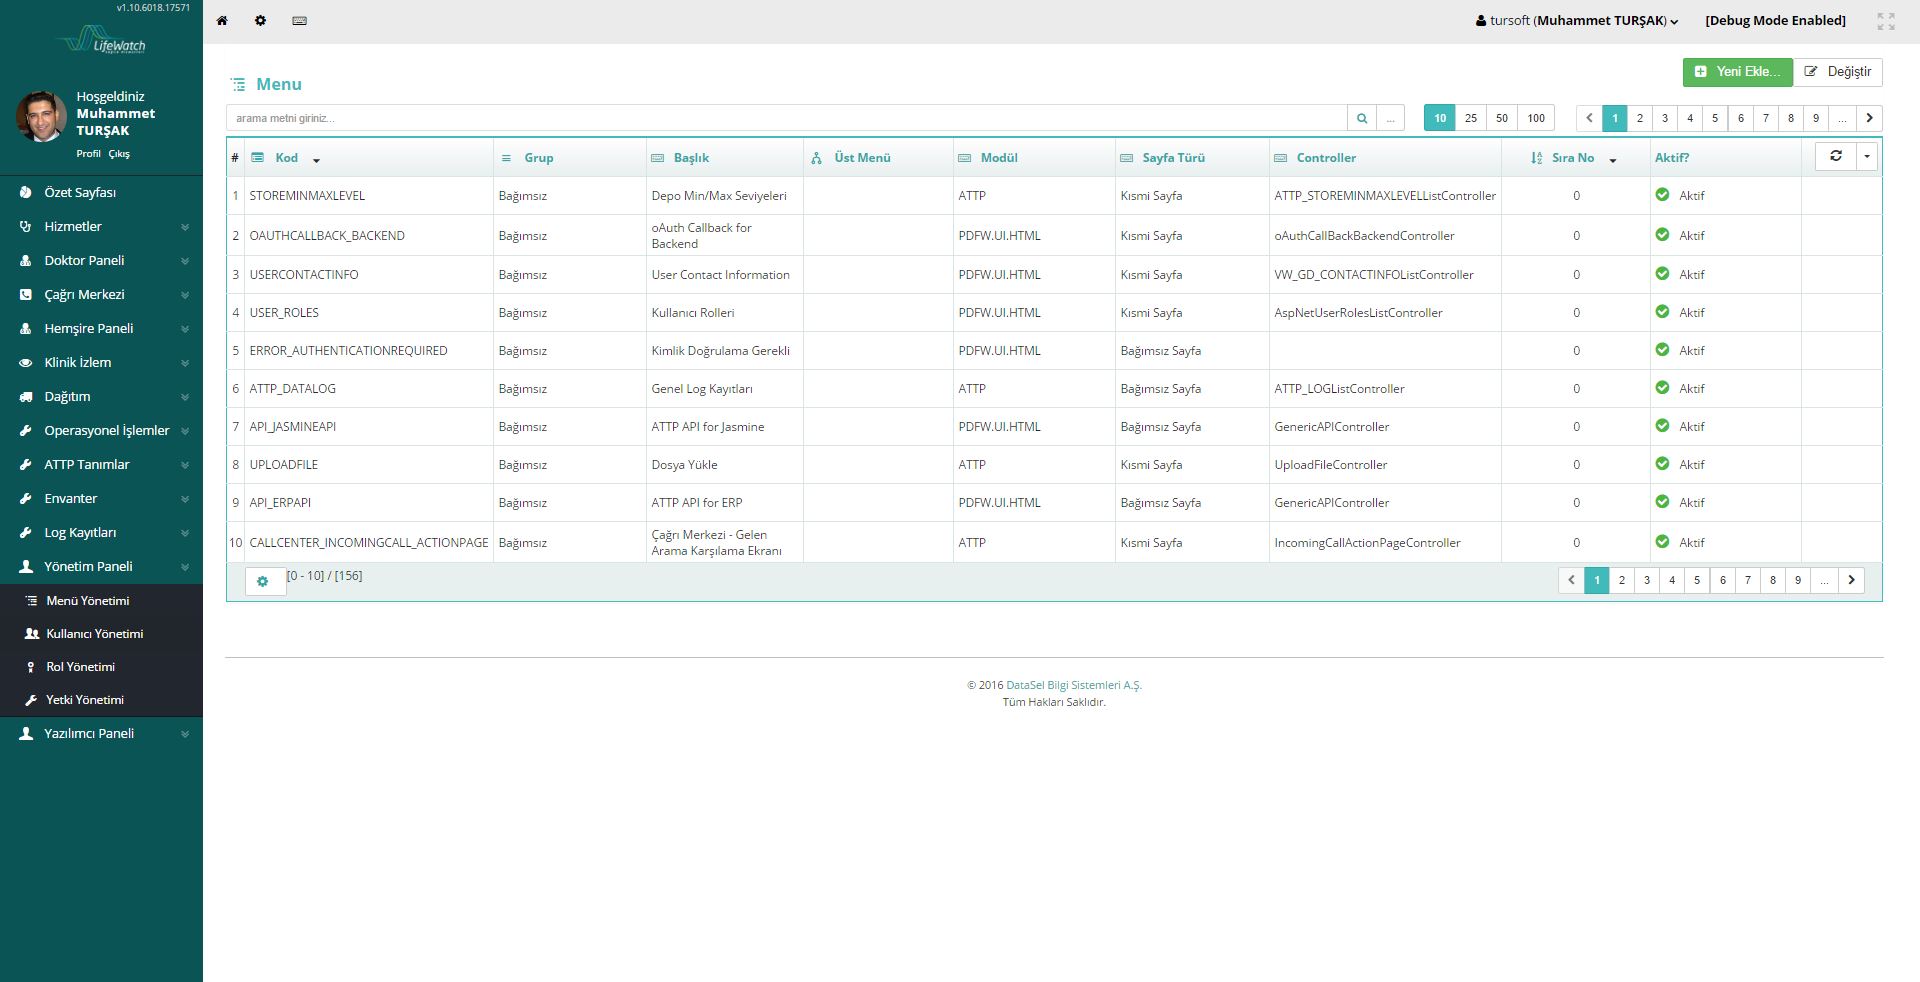 v1.10.6018.17571
LifeWatch
Hoşgeldiniz
Muhammet
TURŞAK
Profil Çıkış
Özet Sayfası
Hizmetler
Doktor Paneli
Çağrı Merkezi
Hemşire Paneli
Klinik İzlem
Dağıtım
Operasyonel İşlemler
ATTP Tanımlar
Envanter
Log Kayıtları
Yönetim Paneli
Menü Yönetimi
Kullanıcı Yönetimi
Rol Yönetimi
Yetki Yönetimi
Yazılımcı Paneli
tursoft (Muhammet TURŞAK) [Debug Mode Enabled]
Menu
Yeni Ekle... Değiştir
arama metni giriniz... ... 10 25 50 100 1 2 3 4 5 6 7 8 9 ...
# Kod Grup Başlık Üst Menü Modül Sayfa Türü Controller Sıra No Aktif?
1 STOREMINMAXLEVEL Bağımsız Depo Min/Max Seviyeleri ATTP Kısmi Sayfa ATTP_STOREMINMAXLEVELListController 0 Aktif
2 OAUTHCALLBACK_BACKEND Bağımsız oAuth Callback for Backend PDFW.UI.HTML Kısmi Sayfa oAuthCallBackBackendController 0 Aktif
3 USERCONTACTINFO Bağımsız User Contact Information PDFW.UI.HTML Kısmi Sayfa VW_GD_CONTACTINFOListController 0 Aktif
4 USER_ROLES Bağımsız Kullanıcı Rolleri PDFW.UI.HTML Kısmi Sayfa AspNetUserRolesListController 0 Aktif
5 ERROR_AUTHENTICATIONREQUIRED Bağımsız Kimlik Doğrulama Gerekli PDFW.UI.HTML Bağımsız Sayfa 0 Aktif
6 ATTP_DATALOG Bağımsız Genel Log Kayıtları ATTP Bağımsız Sayfa ATTP_LOGListController 0 Aktif
7 API_JASMINEAPI Bağımsız ATTP API for Jasmine PDFW.UI.HTML Bağımsız Sayfa GenericAPIController 0 Aktif
8 UPLOADFILE Bağımsız Dosya Yükle ATTP Kısmi Sayfa UploadFileController 0 Aktif
9 API_ERPAPI Bağımsız ATTP API for ERP PDFW.UI.HTML Bağımsız Sayfa GenericAPIController 0 Aktif
10 CALLCENTER_INCOMINGCALL_ACTIONPAGE Bağımsız Çağrı Merkezi - Gelen Arama Karşılama Ekranı ATTP Kısmi Sayfa IncomingCallActionPageController 0 Aktif
[0 - 10] / [156] 1 2 3 4 5 6 7 8 9 ...
© 2016 DataSel Bilgi Sistemleri A.Ş.
Tüm Hakları Saklıdır.